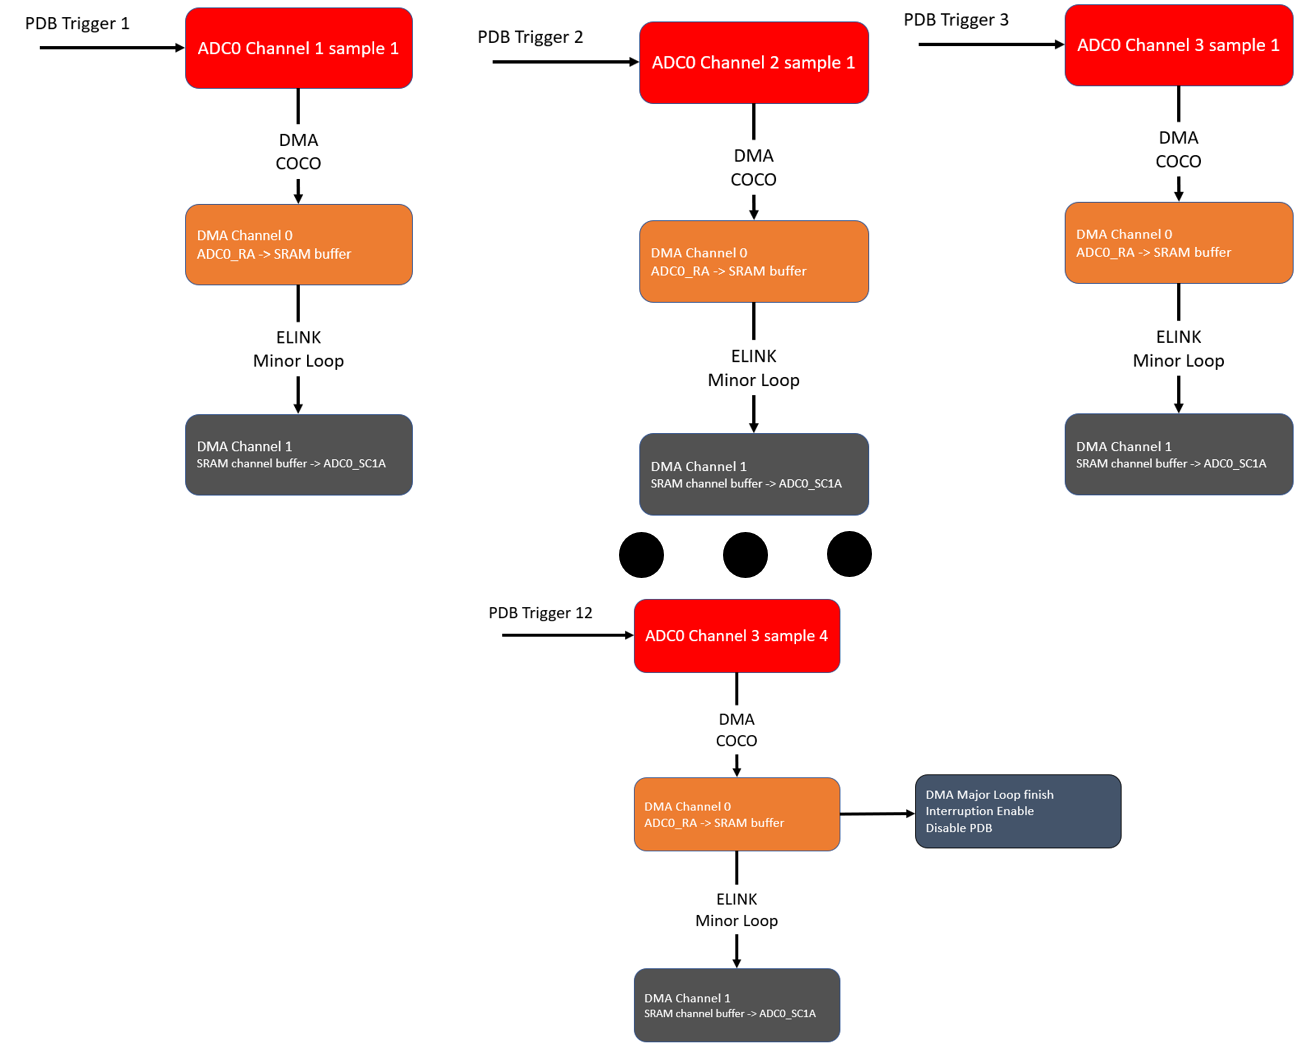 PDB Trigger 1
ADC0 Channel 1 sample 1
DMA
COCO
DMA Channel 0
ADC0_RA -> SRAM buffer
ELINK
Minor Loop
DMA Channel 1
SRAM channel buffer -> ADC0_SC1A
PDB Trigger 2
ADC0 Channel 2 sample 1
DMA
COCO
DMA Channel 0
ADC0_RA -> SRAM buffer
ELINK
Minor Loop
DMA Channel 1
SRAM channel buffer -> ADC0_SC1A
PDB Trigger 3
ADC0 Channel 3 sample 1
DMA
COCO
DMA Channel 0
ADC0_RA -> SRAM buffer
ELINK
Minor Loop
DMA Channel 1
SRAM channel buffer -> ADC0_SC1A
PDB Trigger 12
ADC0 Channel 3 sample 4
DMA
COCO
DMA Channel 0
ADC0_RA -> SRAM buffer
DMA Major Loop finish
Interruption Enable
Disable PDB
ELINK
Minor Loop
DMA Channel 1
SRAM channel buffer -> ADC0_SC1A